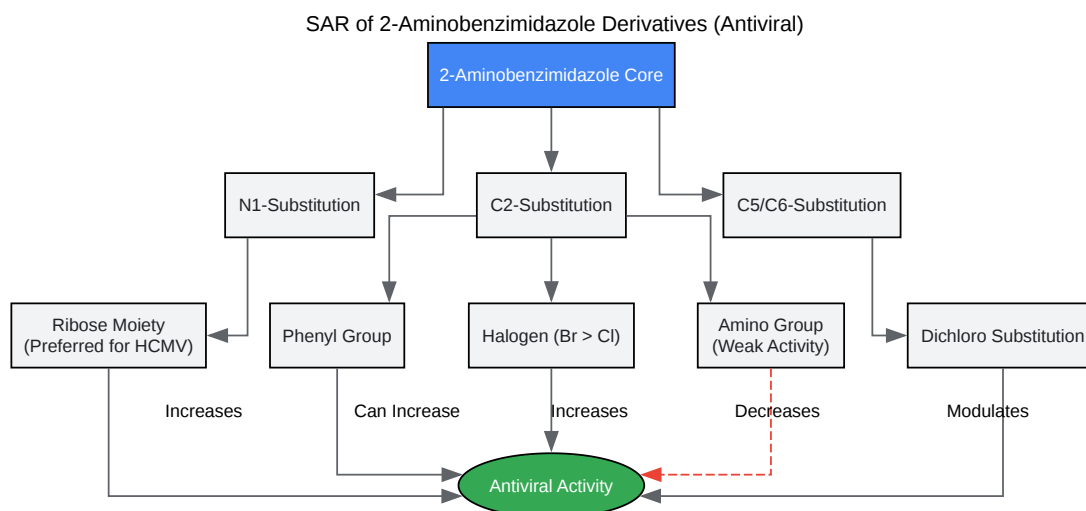 SAR of 2-Aminobenzimidazole Derivatives (Antiviral)
2-Aminobenzimidazole Core
N1-Substitution
C2-Substitution
C5/C6-Substitution
Ribose Moiety
(Preferred for HCMV)
Phenyl Group
Halogen (Br > Cl)
Amino Group
(Weak Activity)
Dichloro Substitution
Increases
Can Increase
Increases
Decreases
Modulates
Antiviral Activity